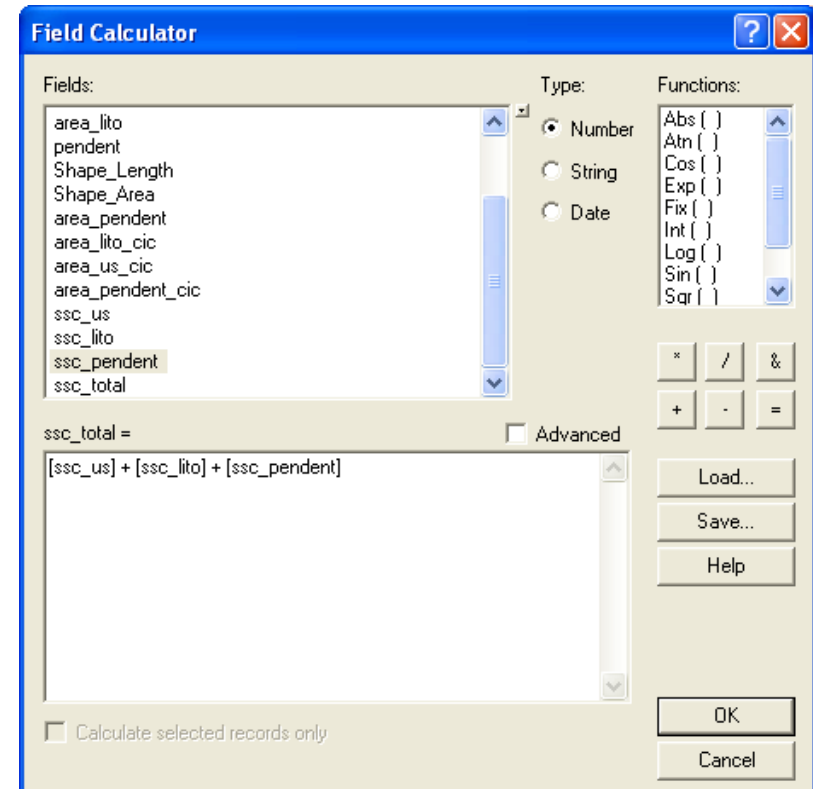 Field Calculator
Fields:
area_lito
pendent
Shape_Length
Shape_Area
area_pendent
area_lito_cic
area_us_cic
area_pendent_cic
ssc_us
ssc_lito
ssc_pendent
ssc_total
Type:
Number
String
Date
Functions:
Abs ( )
Atn ( )
Cos ( )
Exp ( )
Fix ( )
Int ( )
Log ( )
Sin ( )
Sqr ( )
* / &
+ - =
ssc_total =
Advanced
[ssc_us] + [ssc_lito] + [ssc_pendent]
Load...
Save...
Help
Calculate selected records only
OK
Cancel